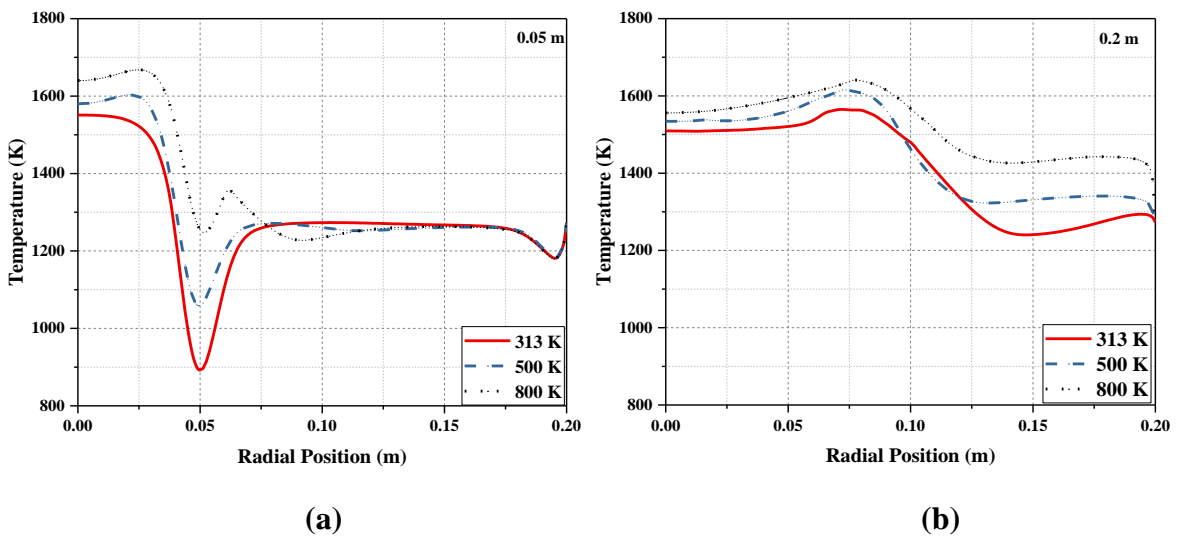 1800
1600
1400
1200
1000
800
0.00
0.05
0.10
0.15
0.20
Temperature (K)
Radial Position (m)
0.05 m
313 K
500 K
800 K
(a)
1800
1600
1400
1200
1000
800
0.00
0.05
0.10
0.15
0.20
Temperature (K)
Radial Position (m)
0.2 m
313 K
500 K
800 K
(b)